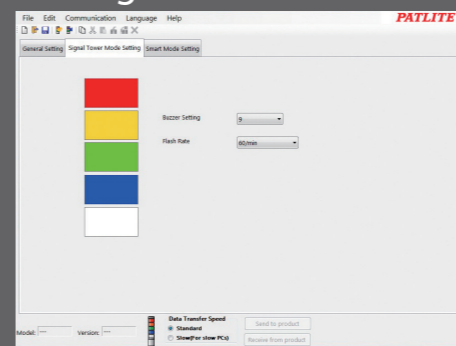 File Edit Communication Language Help
PATLITE
General Setting Signal Tower Mode Setting Smart Mode Setting
Buzzer Setting 9
Flash Rate 60/min
Data Transfer Speed
Model: --- Version: --- Standard Send to product
Slow(For slow PCs) Receive from product